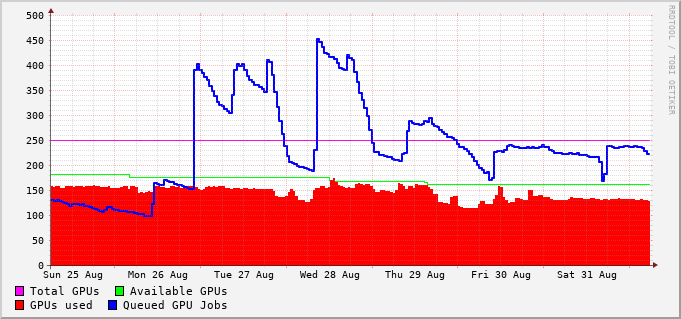 500
450
400
350
300
250
200
150
100
50
0
Sun 25 Aug Mon 26 Aug Tue 27 Aug Wed 28 Aug Thu 29 Aug Fri 30 Aug Sat 31 Aug
Total GPUs Available GPUs
GPUs used Queued GPU Jobs
RRDTOOL / TOBI OETIKER